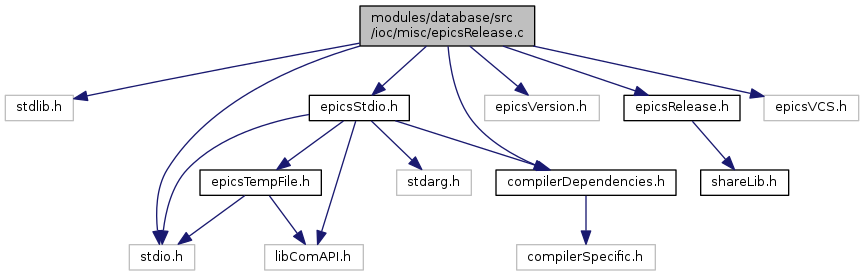 modules/database/src
/ioc/misc/epicsRelease.c
stdlib.h
epicsStdio.h
epicsVersion.h
epicsRelease.h
epicsVCS.h
epicsTempFile.h
stdarg.h
compilerDependencies.h
shareLib.h
stdio.h
libComAPI.h
compilerSpecific.h